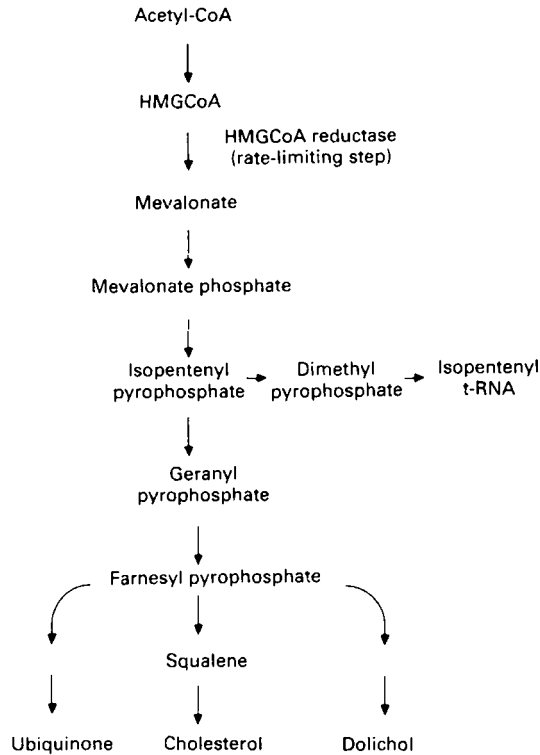 Acetyl-CoA
HMGCoA
HMGCoA reductase
(rate-limiting step)
Mevalonate
Mevalonate phosphate
Isopentenyl
pyrophosphate
Dimethyl
pyrophosphate
Isopentenyl
t-RNA
Geranyl
pyrophosphate
Farnesyl pyrophosphate
Squalene
Ubiquinone
Cholesterol
Dolichol